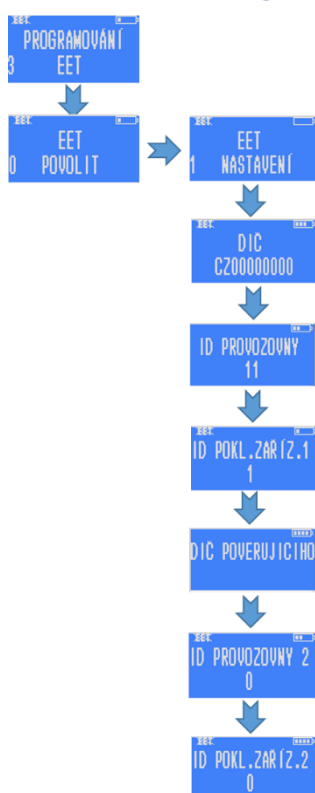 EET
PROGRAMOVÁNÍ
3 EET
EET
EET
0 POVOLIT
EET
EET
1 NASTAVENÍ
EET
DIČ
CZ00000000
ID PROVOZOVNY
11
EET
ID POKL.ZAŘÍZ.1
1
DIČ POVERUJICIHO
EET
ID PROVOZOVNY 2
0
EET
ID POKL.ZAŘÍZ.2
0